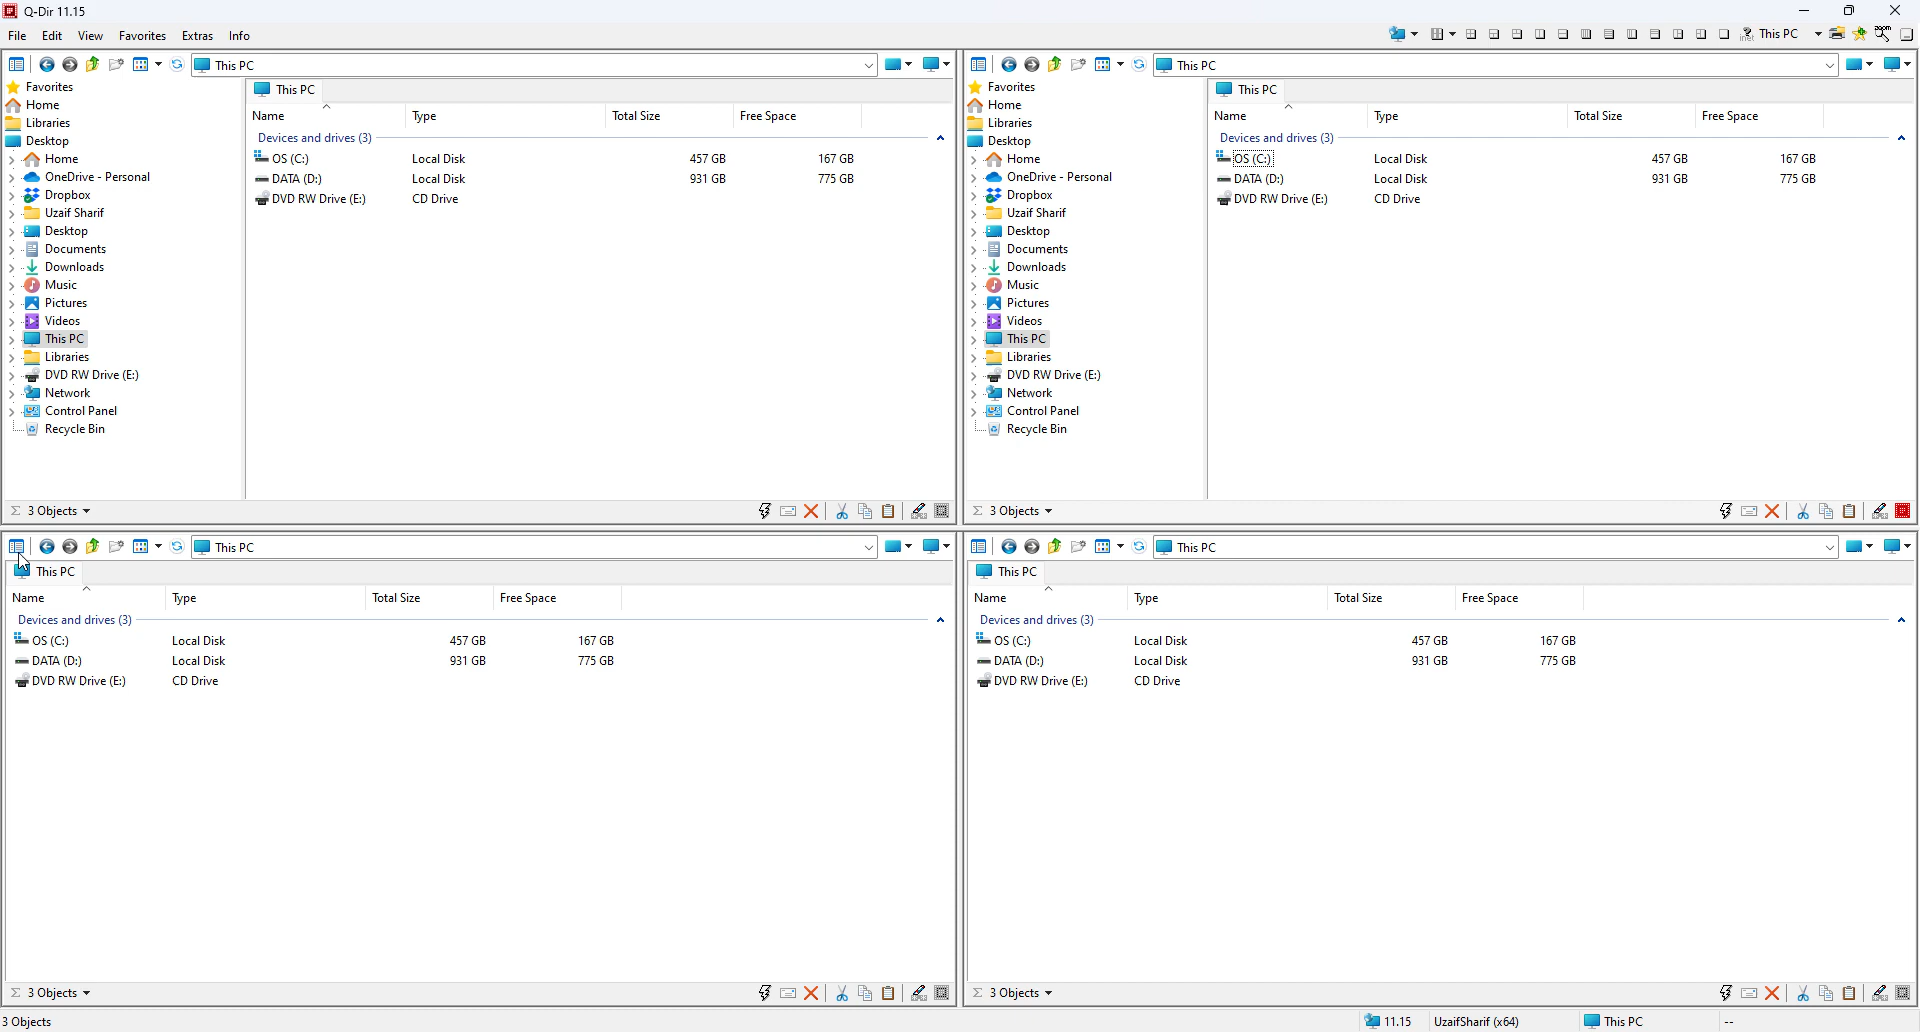 Q-Dir 11.15
File Edit View Favorites Extras Info This PC
This PC
Favorites
Home
Libraries
Desktop
Home
OneDrive - Personal
Dropbox
Uzaif Sharif
Desktop
Documents
Downloads
Music
Pictures
Videos
This PC
Libraries
DVD RW Drive (E:)
Network
Control Panel
Recycle Bin
This PC
Name Type Total Size Free Space
Devices and drives (3)
OS (C:) Local Disk 457 GB 167 GB
DATA (D:) Local Disk 931 GB 775 GB
DVD RW Drive (E:) CD Drive
3 Objects
This PC
Favorites
Home
Libraries
Desktop
Home
OneDrive - Personal
Dropbox
Uzaif Sharif
Desktop
Documents
Downloads
Music
Pictures
Videos
This PC
Libraries
DVD RW Drive (E:)
Network
Control Panel
Recycle Bin
This PC
Name Type Total Size Free Space
Devices and drives (3)
OS (C:) Local Disk 457 GB 167 GB
DATA (D:) Local Disk 931 GB 775 GB
DVD RW Drive (E:) CD Drive
3 Objects
This PC
This PC
Name Type Total Size Free Space
Devices and drives (3)
OS (C:) Local Disk 457 GB 167 GB
DATA (D:) Local Disk 931 GB 775 GB
DVD RW Drive (E:) CD Drive
3 Objects
This PC
This PC
Name Type Total Size Free Space
Devices and drives (3)
OS (C:) Local Disk 457 GB 167 GB
DATA (D:) Local Disk 931 GB 775 GB
DVD RW Drive (E:) CD Drive
3 Objects
3 Objects 11.15 UzaifSharif (x64) This PC --